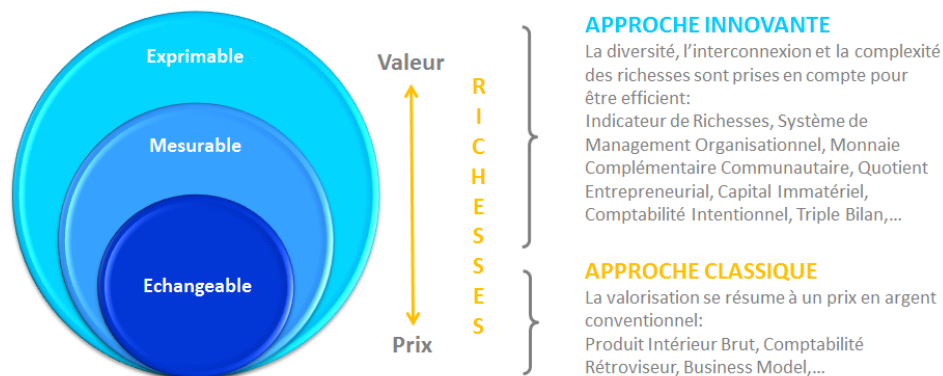 Exprimable
Mesurable
Echangeable
Valeur
Prix
RICHESSES
APPROCHE INNOVANTE
La diversité, l'interconnexion et la complexité
des richesses sont prises en compte pour
être efficient:
Indicateur de Richesses, Système de
Management Organisationnel, Monnaie
Complémentaire Communautaire, Quotient
Entrepreneurial, Capital Immatériel,
Comptabilité Intentionnel, Triple Bilan,...
APPROCHE CLASSIQUE
La valorisation se résume à un prix en argent
conventionnel:
Produit Intérieur Brut, Comptabilité
Rétroviseur, Business Model,...